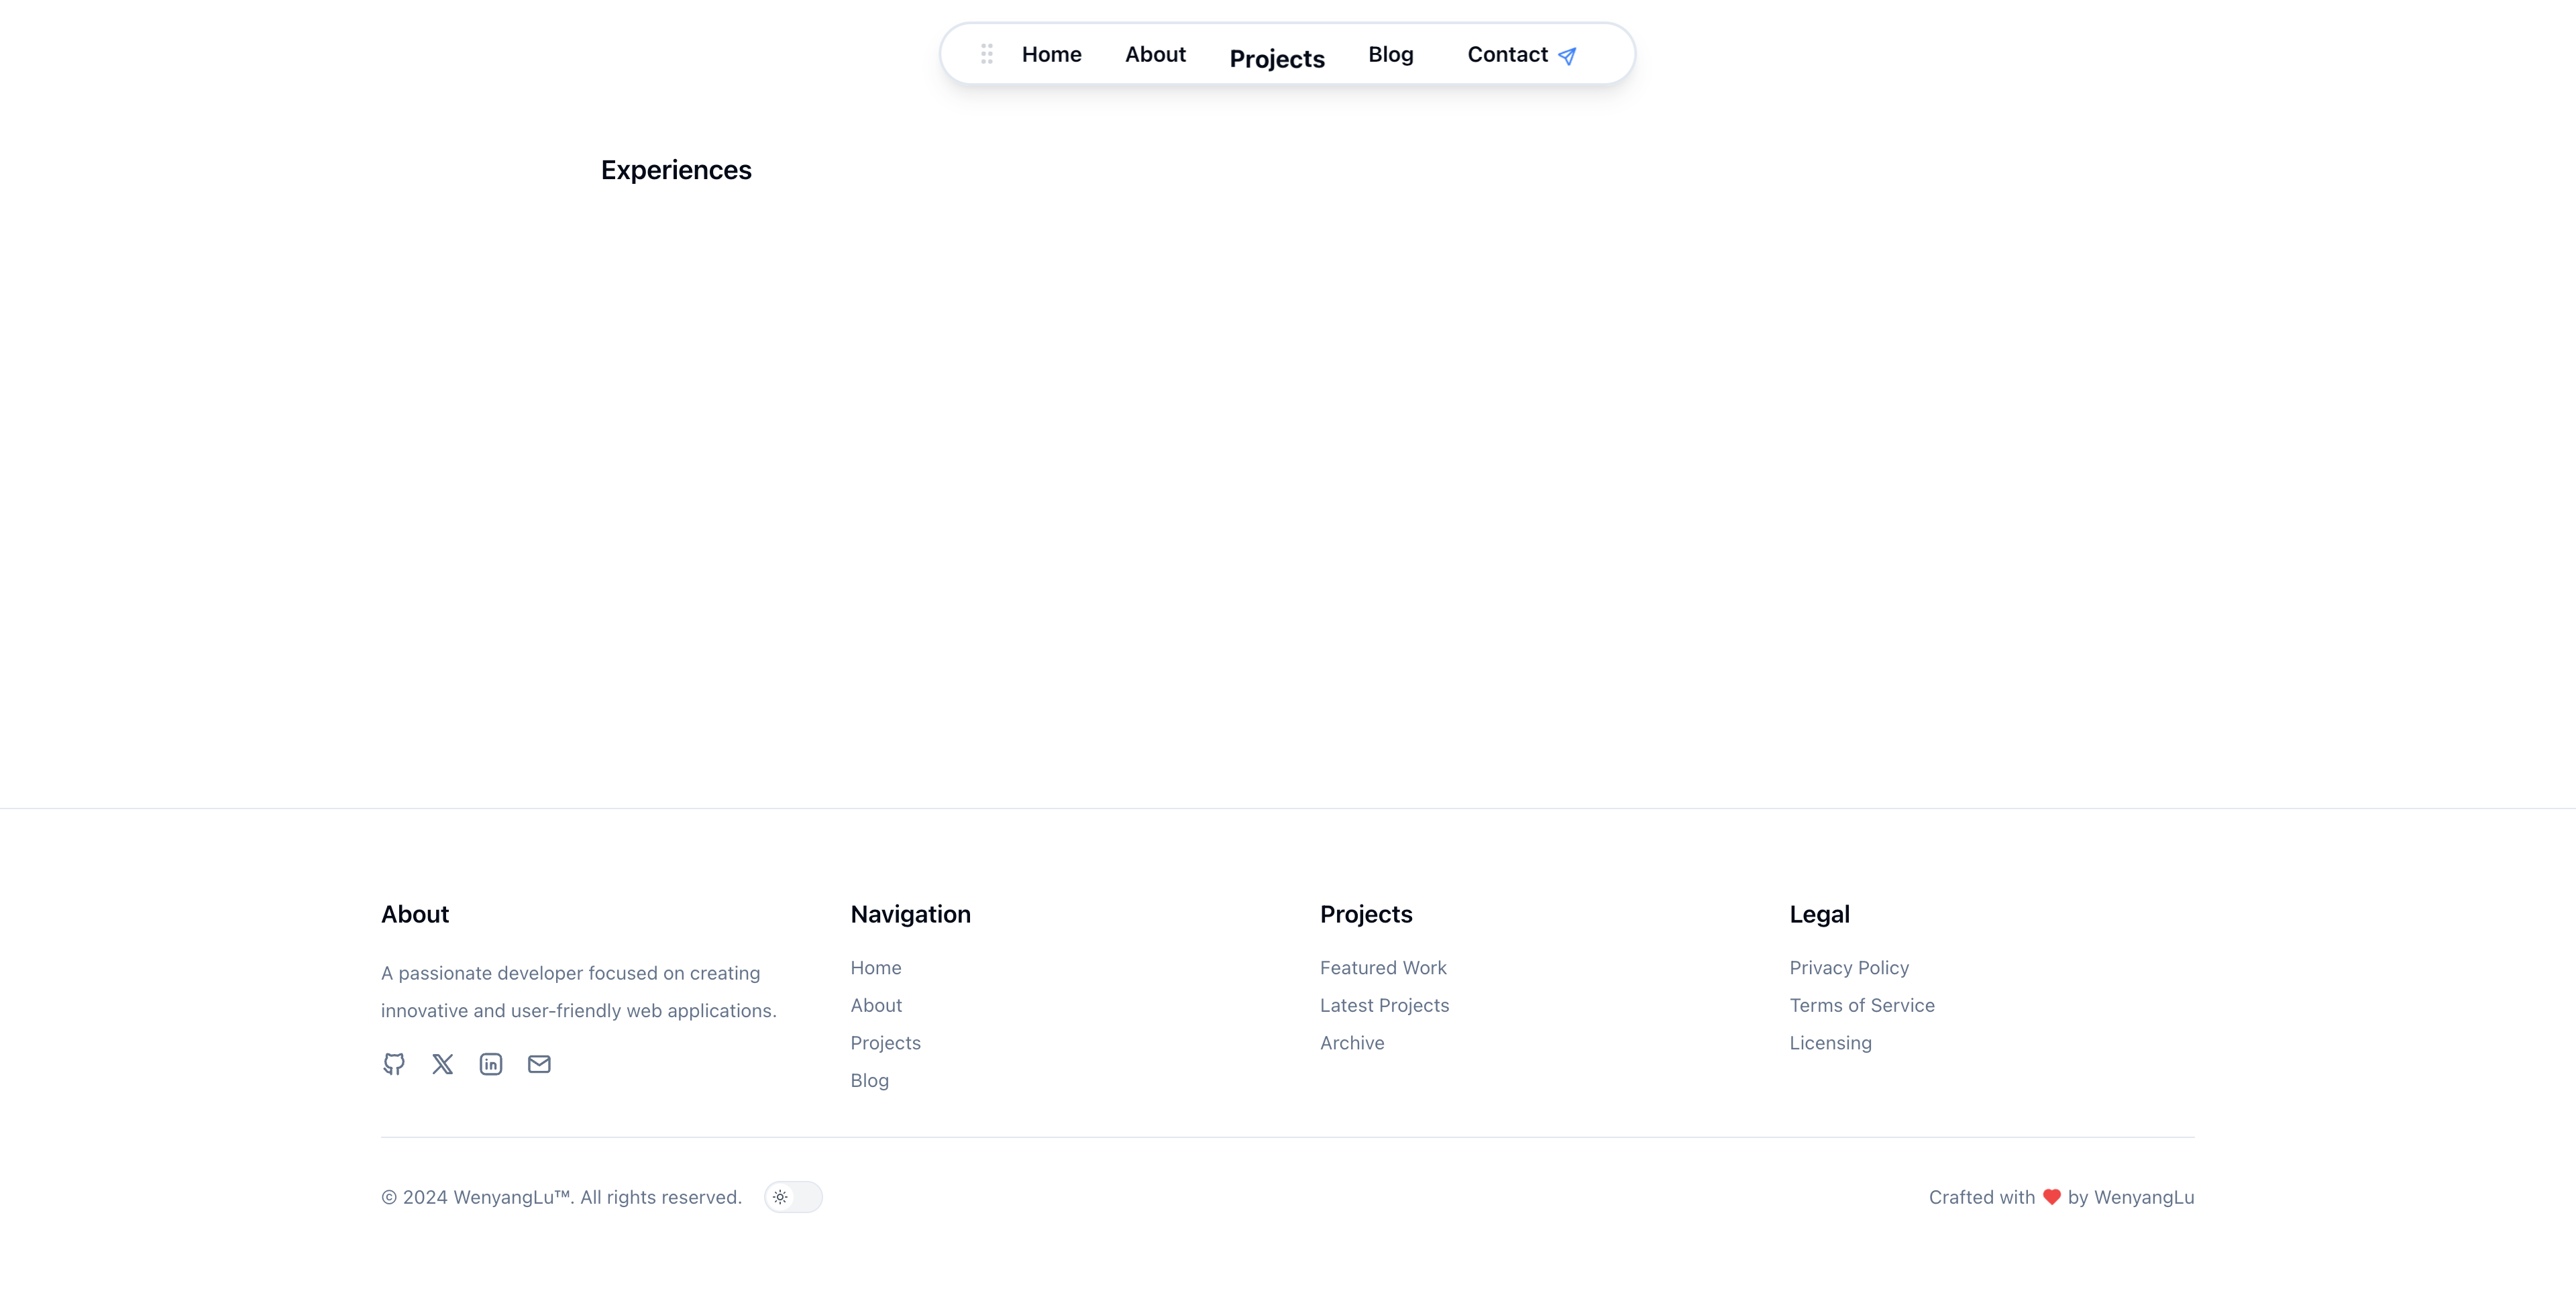 Home About Projects Blog Contact
Experiences
About
A passionate developer focused on creating
innovative and user-friendly web applications.
Navigation
Home
About
Projects
Blog
Projects
Featured Work
Latest Projects
Archive
Legal
Privacy Policy
Terms of Service
Licensing
© 2024 WenyangLu™. All rights reserved.
Crafted with ❤️ by WenyangLu